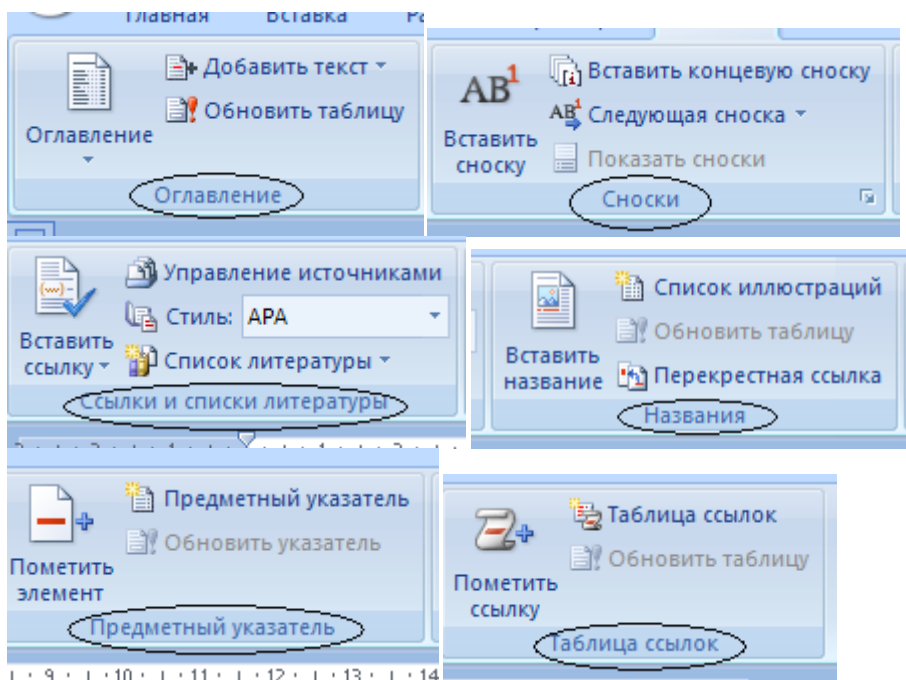 Главная Вставка
Добавить текст
Обновить таблицу
Оглавление
Оглавление
AB1
Вставить концевую сноску
AB1 Следующая сноска
Вставить
сноску
Показать сноски
Сноски
Управление источниками
Стиль: APA
Вставить
ссылку
Список литературы
Ссылки и списки литературы
Список иллюстраций
Обновить таблицу
Вставить
название
Перекрестная ссылка
Названия
Предметный указатель
Обновить указатель
Пометить
элемент
Предметный указатель
Таблица ссылок
Обновить таблицу
Пометить
ссылку
Таблица ссылок
9 10 11 12 13 14